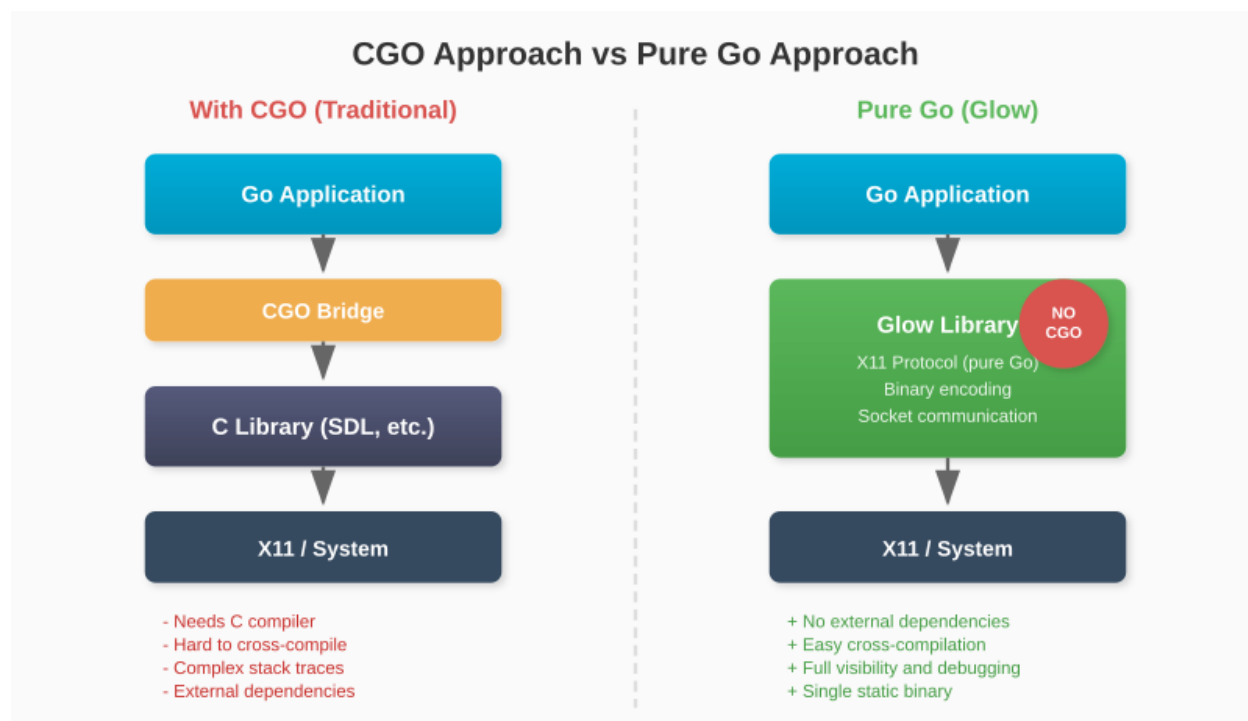 CGO Approach vs Pure Go Approach
With CGO (Traditional)
Go Application
CGO Bridge
C Library (SDL, etc.)
X11 / System
- Needs C compiler
- Hard to cross-compile
- Complex stack traces
- External dependencies
Pure Go (Glow)
Go Application
Glow Library
NO
CGO
X11 Protocol (pure Go)
Binary encoding
Socket communication
X11 / System
+ No external dependencies
+ Easy cross-compilation
+ Full visibility and debugging
+ Single static binary